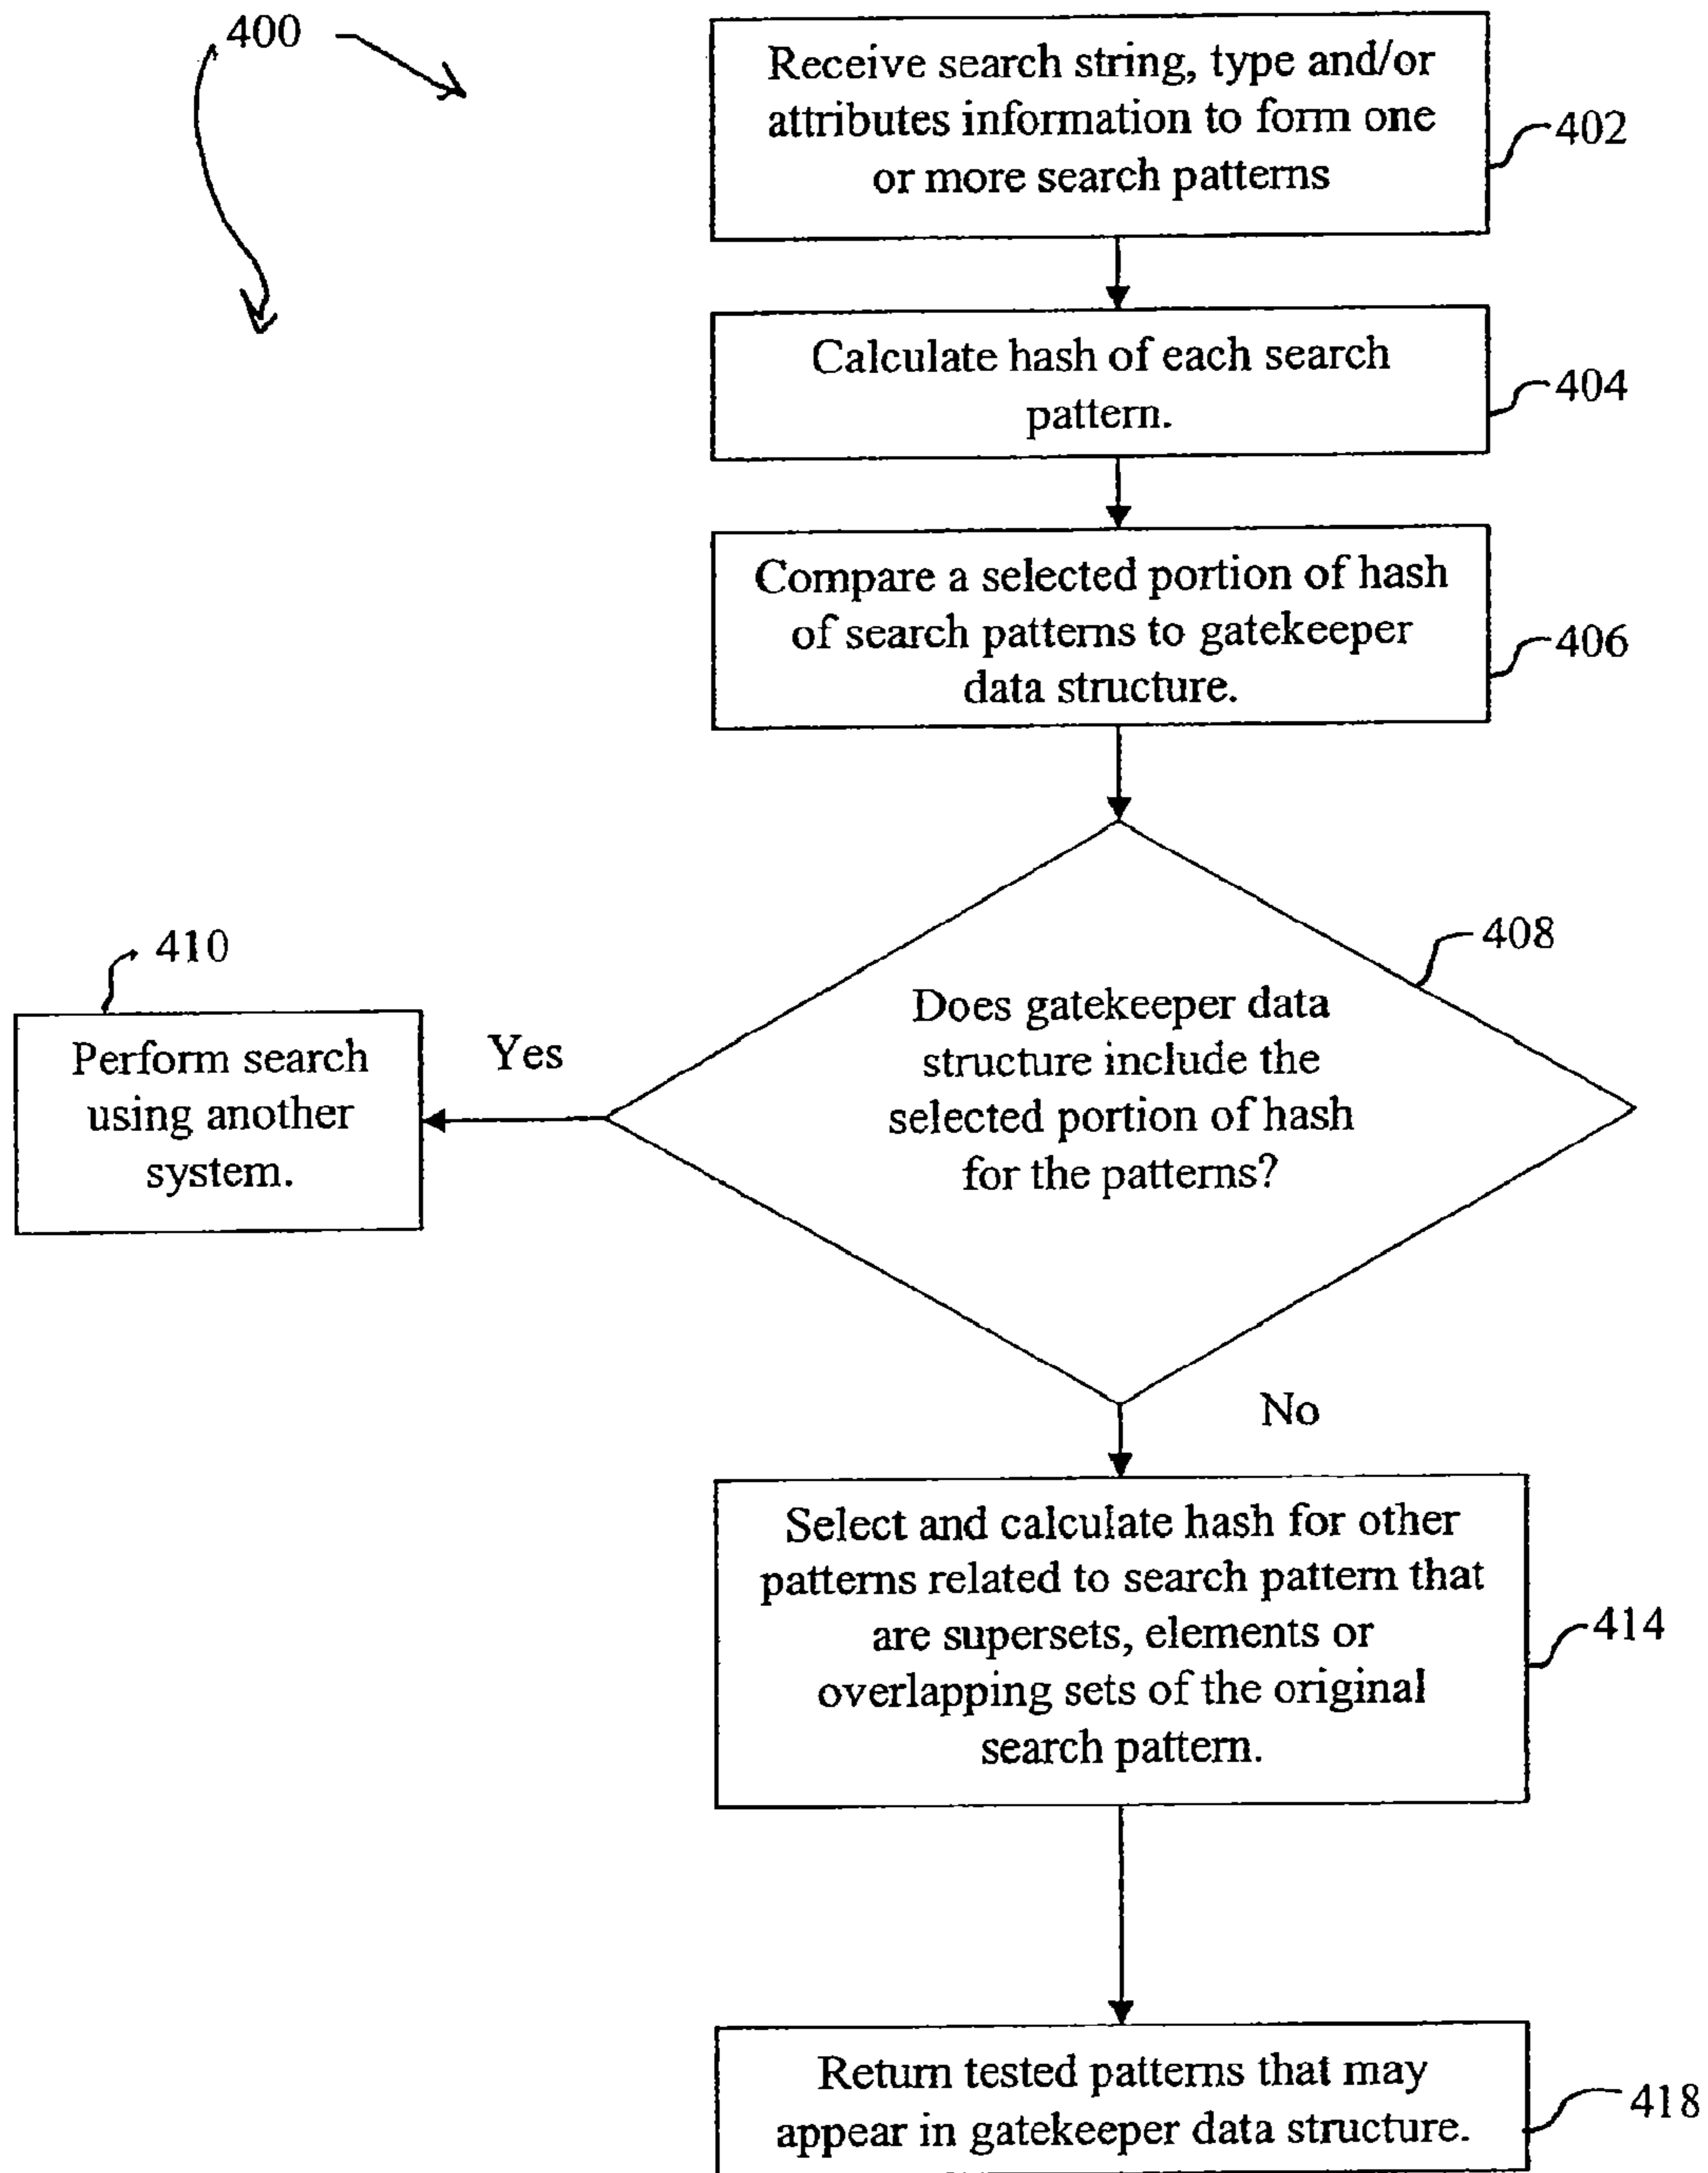 400
Receive search string, type and/or
attributes information to form one
or more search patterns
402
Calculate hash of each search
pattern.
404
Compare a selected portion of hash
of search patterns to gatekeeper
data structure.
406
408
Does gatekeeper data
structure include the
selected portion of hash
for the patterns?
410
Perform search
using another
system.
Yes
No
Select and calculate hash for other
patterns related to search pattern that
are supersets, elements or
overlapping sets of the original
search pattern.
414
Return tested patterns that may
appear in gatekeeper data structure.
418